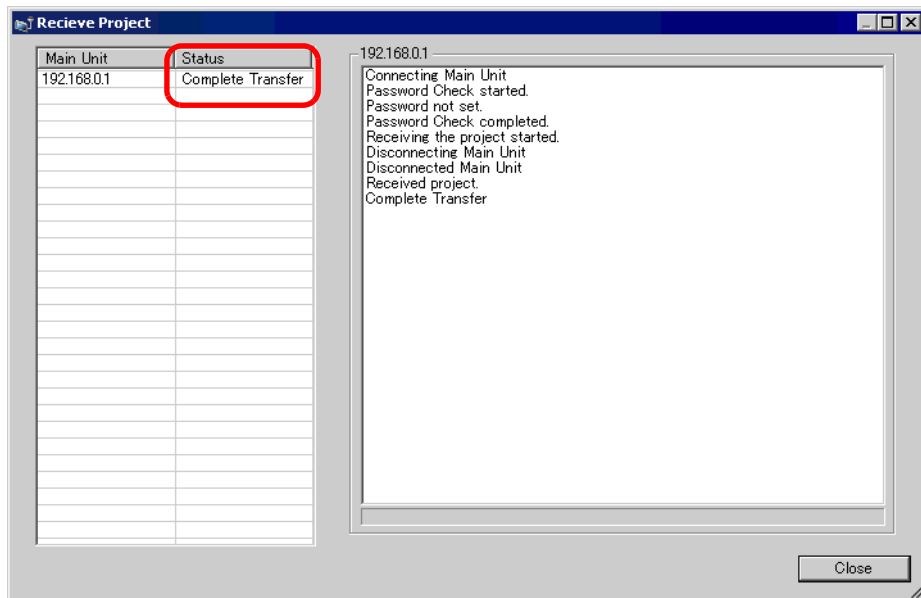 Recieve Project
Main Unit Status
192.168.0.1 Complete Transfer
192.168.0.1
Connecting Main Unit
Password Check started.
Password not set.
Password Check completed.
Receiving the project started.
Disconnecting Main Unit
Disconnected Main Unit
Received project.
Complete Transfer
Close